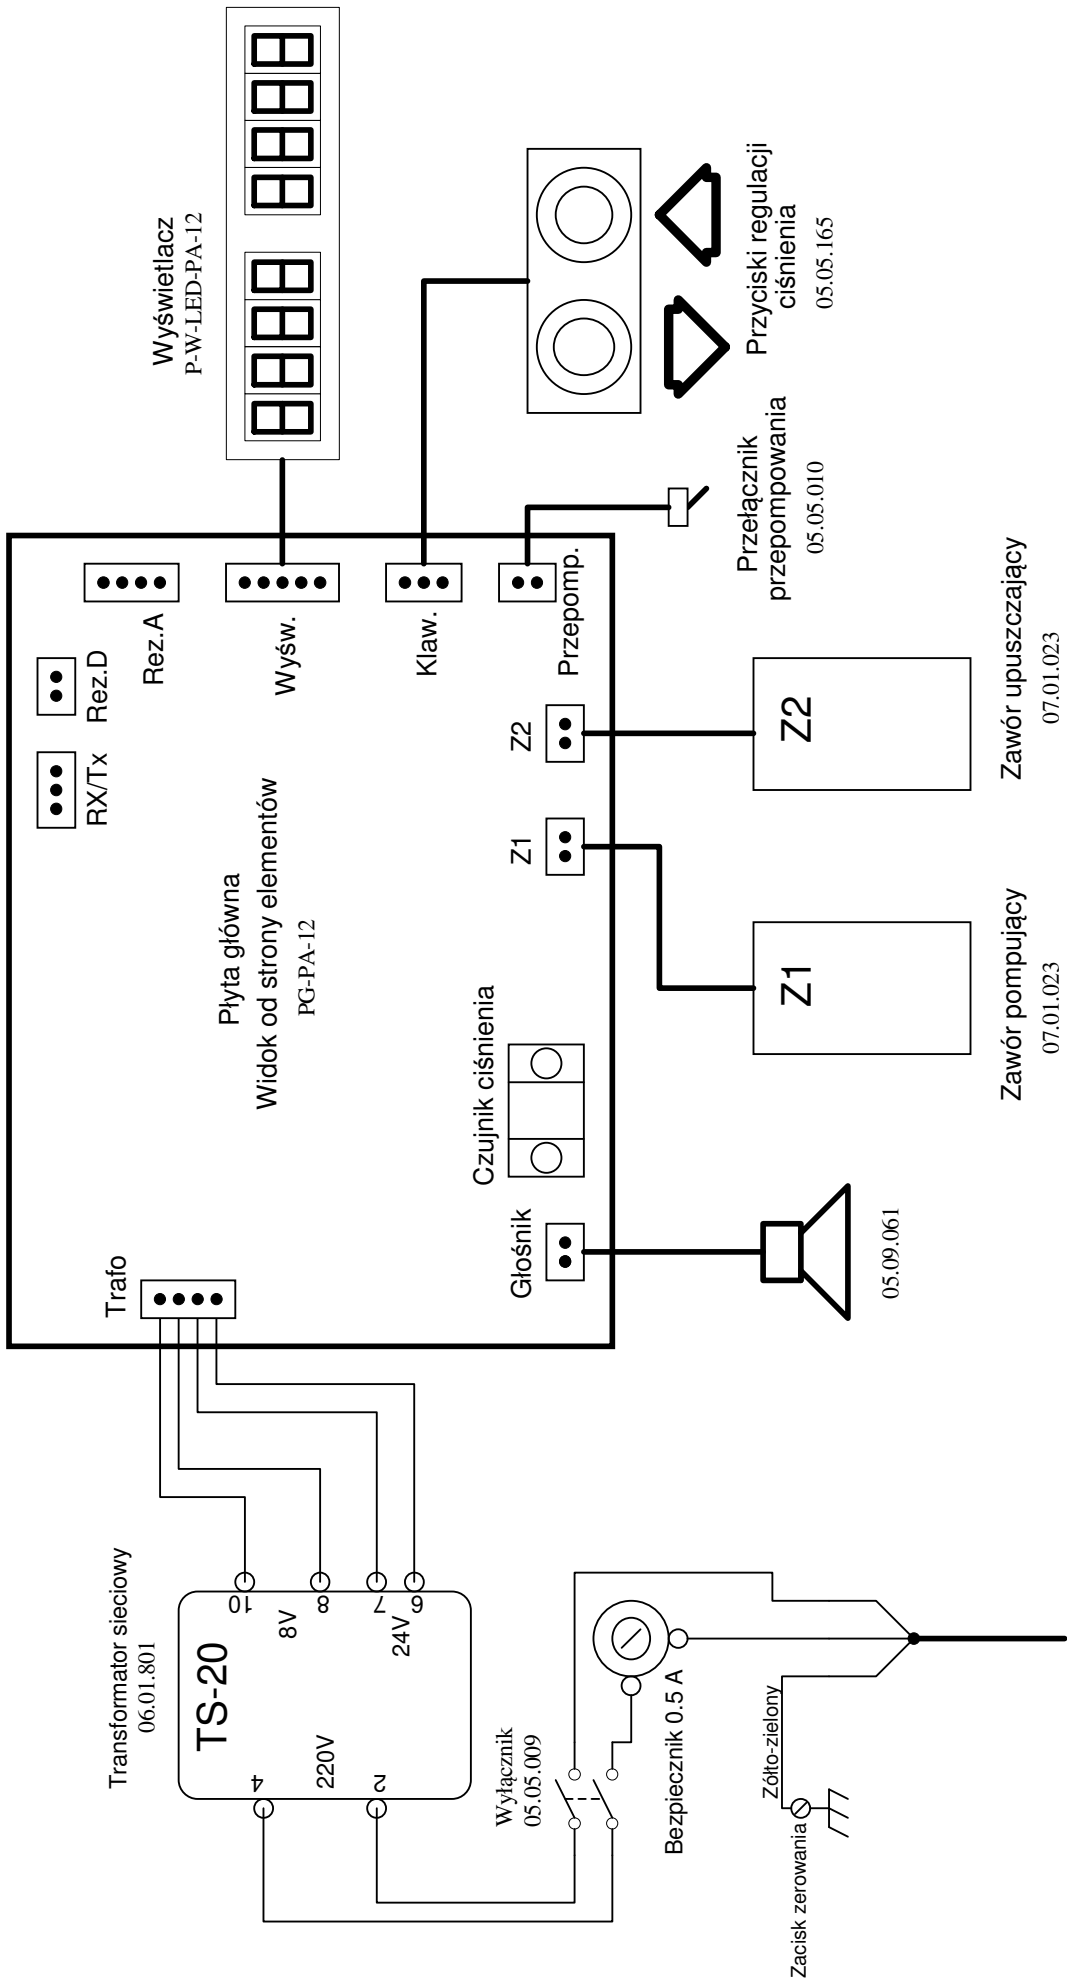 Transformator sieciowy
06.01.801
TS-20
220V
8V
24V
4
2
10
8
7
6
Wyłącznik
05.05.009
Bezpiecznik 0.5 A
Zółto-zielony
Zacisk zerowania
Trafo
Płyta główna
Widok od strony elementów
PG-PA-12
RX/Tx
Rez.D
Rez.A
Wyśw.
Klaw.
Przepomp.
Czujnik ciśnienia
Głośnik
Z1
Z2
Wyświetlacz
P-W-LED-PA-12
Przyciski regulacji
ciśnienia
05.05.165
Przełącznik
przepompowania
05.05.010
05.09.061
Z1
Zawór pompujący
07.01.023
Z2
Zawór upuszczający
07.01.023